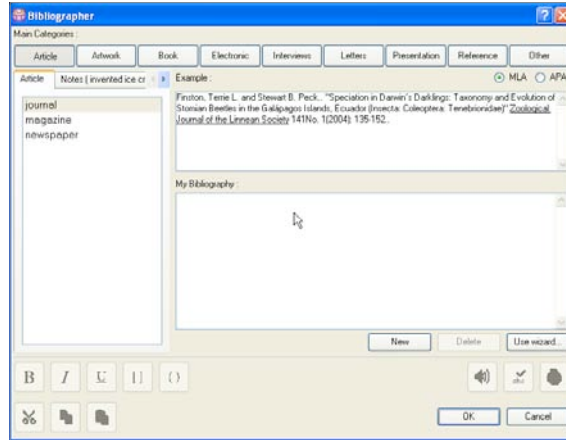 Bibliographer
Main Categories :
Article Artwork Book Electronic Interviews Letters Presentation Reference Other
Article Notes ( invented ice cr Example : MLA APA
journal
magazine
newspaper
Finston, Terrie L. and Stewart B. Peck.. "Speciation in Darwin's Darklings: Taxonomy and Evolution of
Stomion Beetles in the Galápagos Islands, Ecuador (Insecta: Coleoptera: Tenebrionidae)" Zoological
Journal of the Linnean Society 141No. 1(2004): 135-152..
My Bibliography :
New Delete Use wizard...
B I U [ ] ( )
abc
OK Cancel